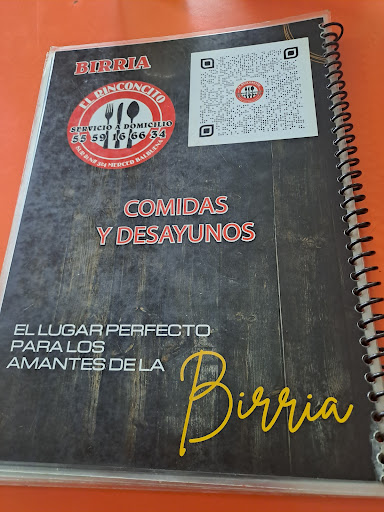 BIRRIA
EL RINCONCITO
SERVICIO A DOMICILIO
55 59 16 66 34
COMIDAS
Y DESAYUNOS
EL LUGAR PERFECTO
PARA LOS
AMANTES DE LA
Birria